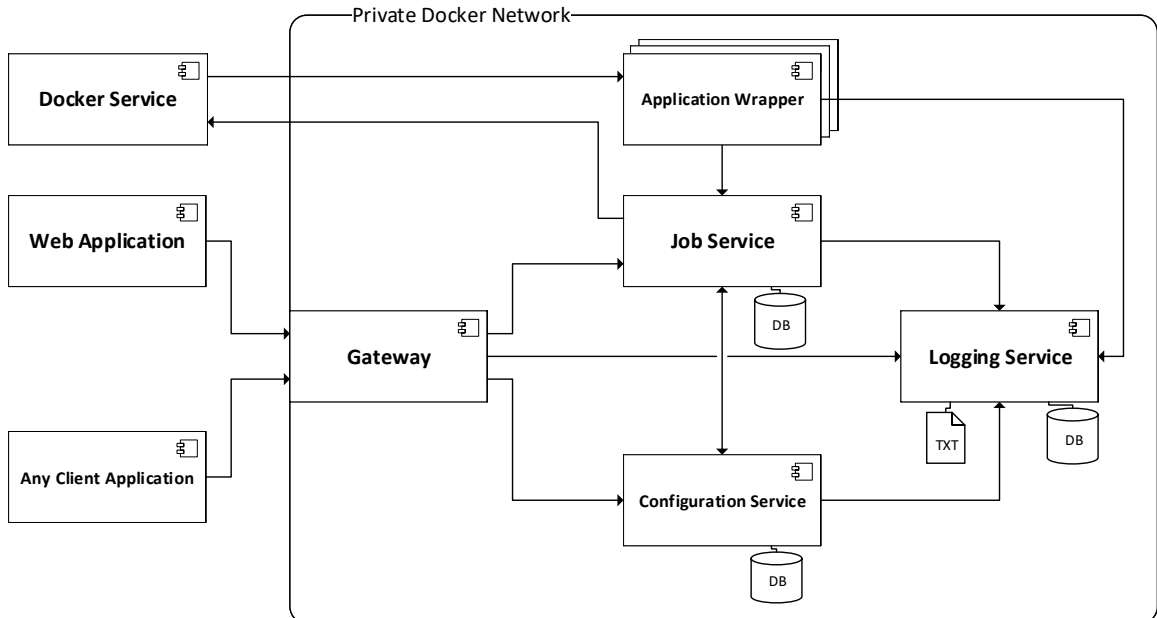 Private Docker Network
Docker Service
Application Wrapper
Web Application
Job Service
DB
Gateway
Logging Service
TXT
DB
Any Client Application
Configuration Service
DB